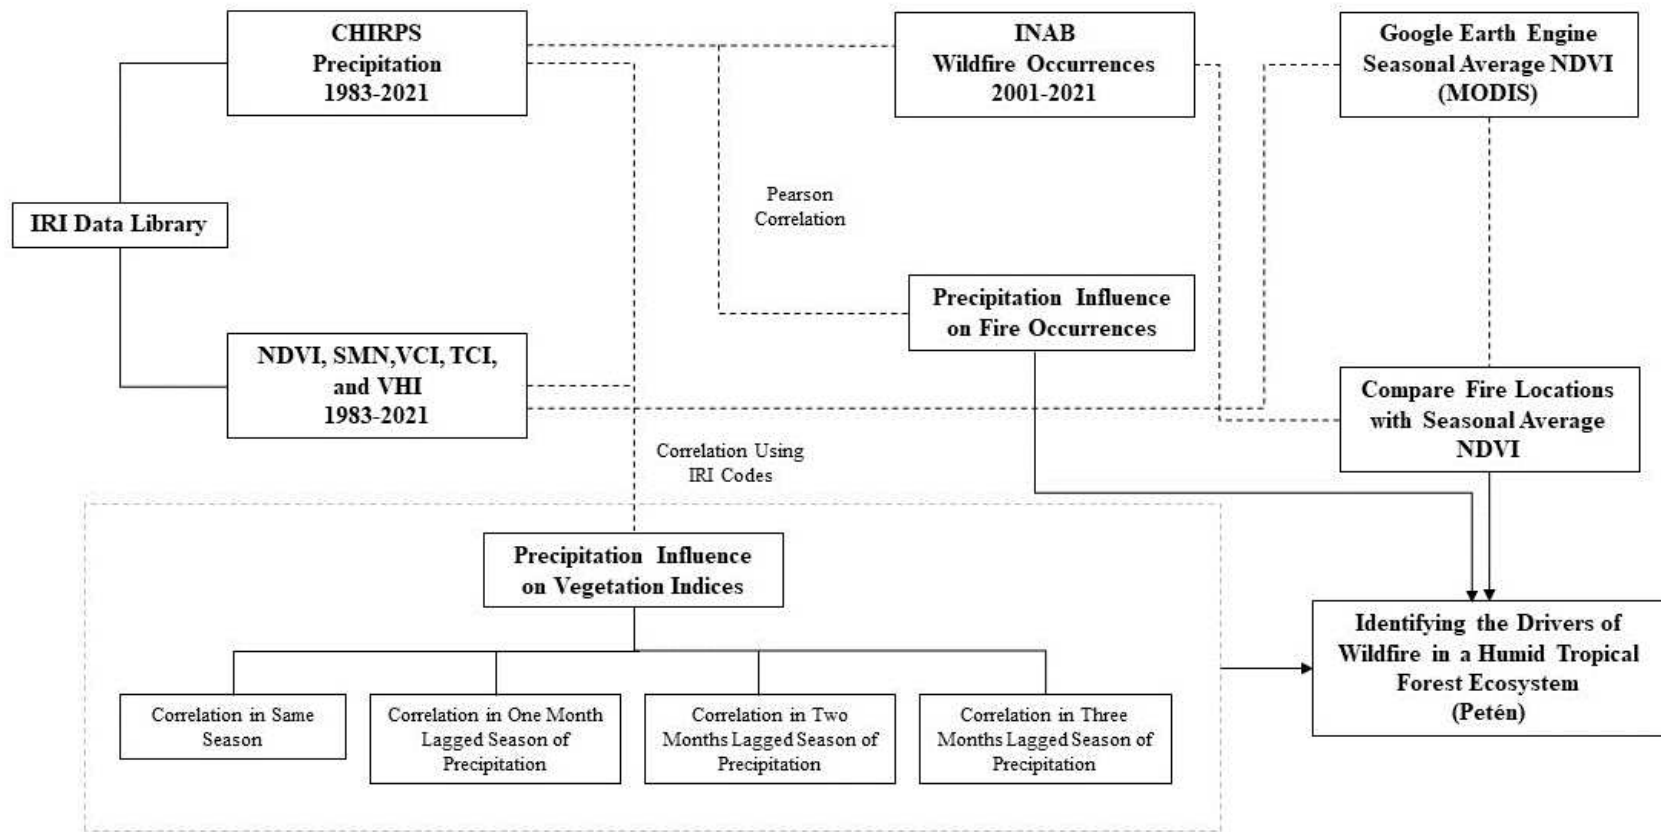 CHIRPS
Precipitation
1983-2021
INAB
Wildfire Occurrences
2001-2021
Google Earth Engine
Seasonal Average NDVI
(MODIS)
IRI Data Library
Pearson
Correlation
Precipitation Influence
on Fire Occurrences
NDVI, SMN,VCI, TCI,
and VHI
1983-2021
Compare Fire Locations
with Seasonal Average
NDVI
Correlation Using
IRI Codes
Precipitation Influence
on Vegetation Indices
Identifying the Drivers of
Wildfire in a Humid Tropical
Forest Ecosystem
(Petén)
Correlation in Same
Season
Correlation in One Month
Lagged Season of
Precipitation
Correlation in Two
Months Lagged Season of
Precipitation
Correlation in Three
Months Lagged Season of
Precipitation